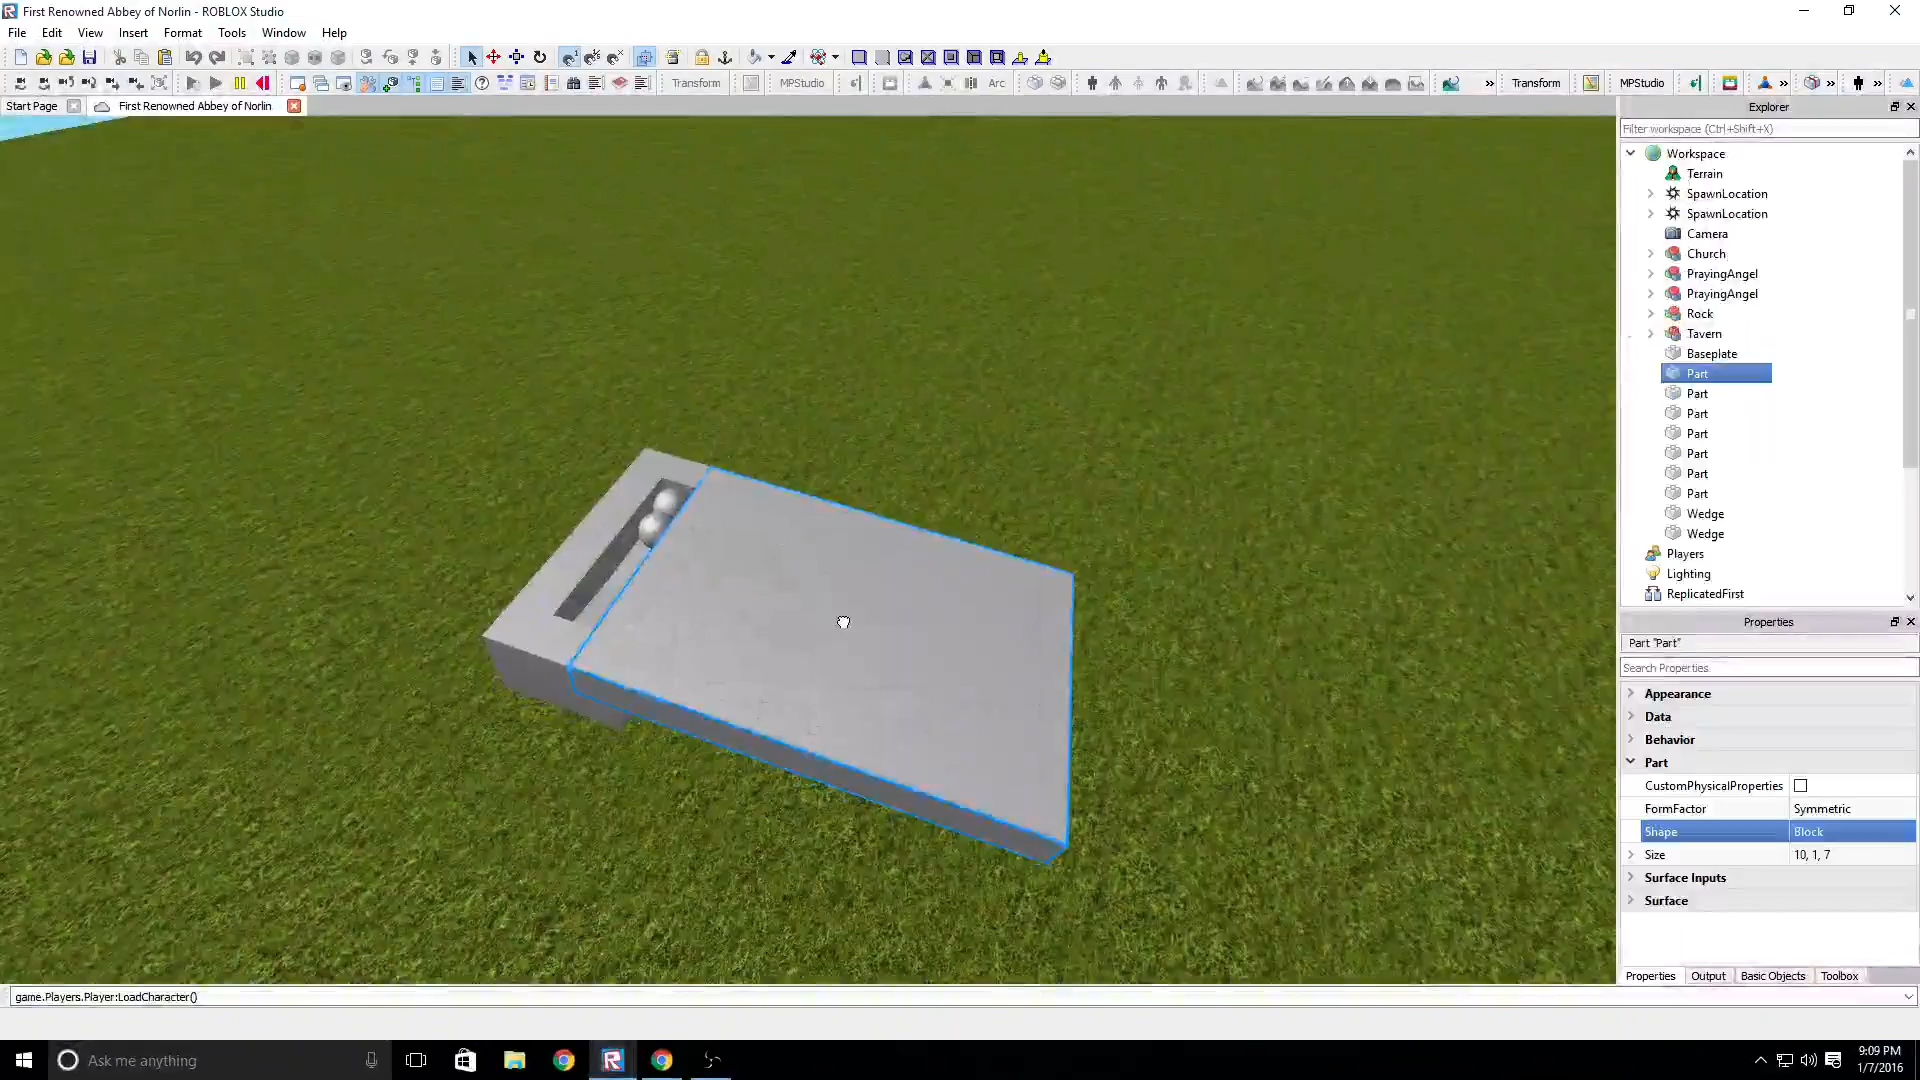 First Renowned Abbey of Norlin - ROBLOX Studio
File Edit View Insert Format Tools Window Help
Transform MPStudio Arc » Transform MPStudio » » »
Start Page First Renowned Abbey of Norlin
Explorer
Filter workspace (Ctrl+Shift+X)
Workspace
Terrain
SpawnLocation
SpawnLocation
Camera
Church
PrayingAngel
PrayingAngel
Rock
Tavern
Baseplate
Part
Part
Part
Part
Part
Part
Part
Wedge
Wedge
Players
Lighting
ReplicatedFirst
Properties
Part "Part"
Search Properties
Appearance
Data
Behavior
Part
CustomPhysicalProperties
FormFactor Symmetric
Shape Block
Size 10, 1, 7
Surface Inputs
Surface
Properties Output Basic Objects Toolbox
game.Players.Player:LoadCharacter()
Ask me anything
9:09 PM
1/7/2016